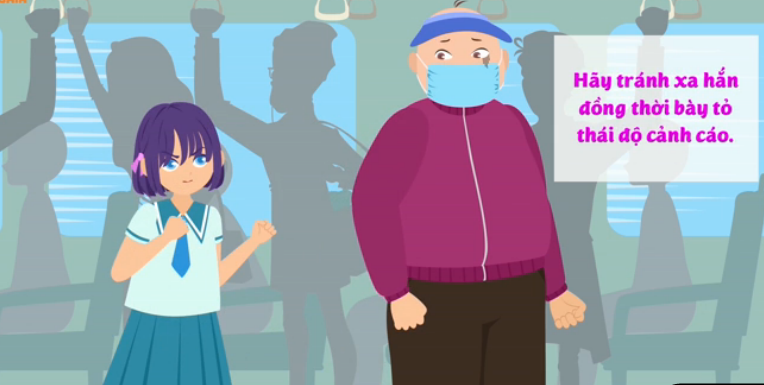 Hãy tránh xa hắn
đồng thời bày tỏ
thái độ cảnh cáo.